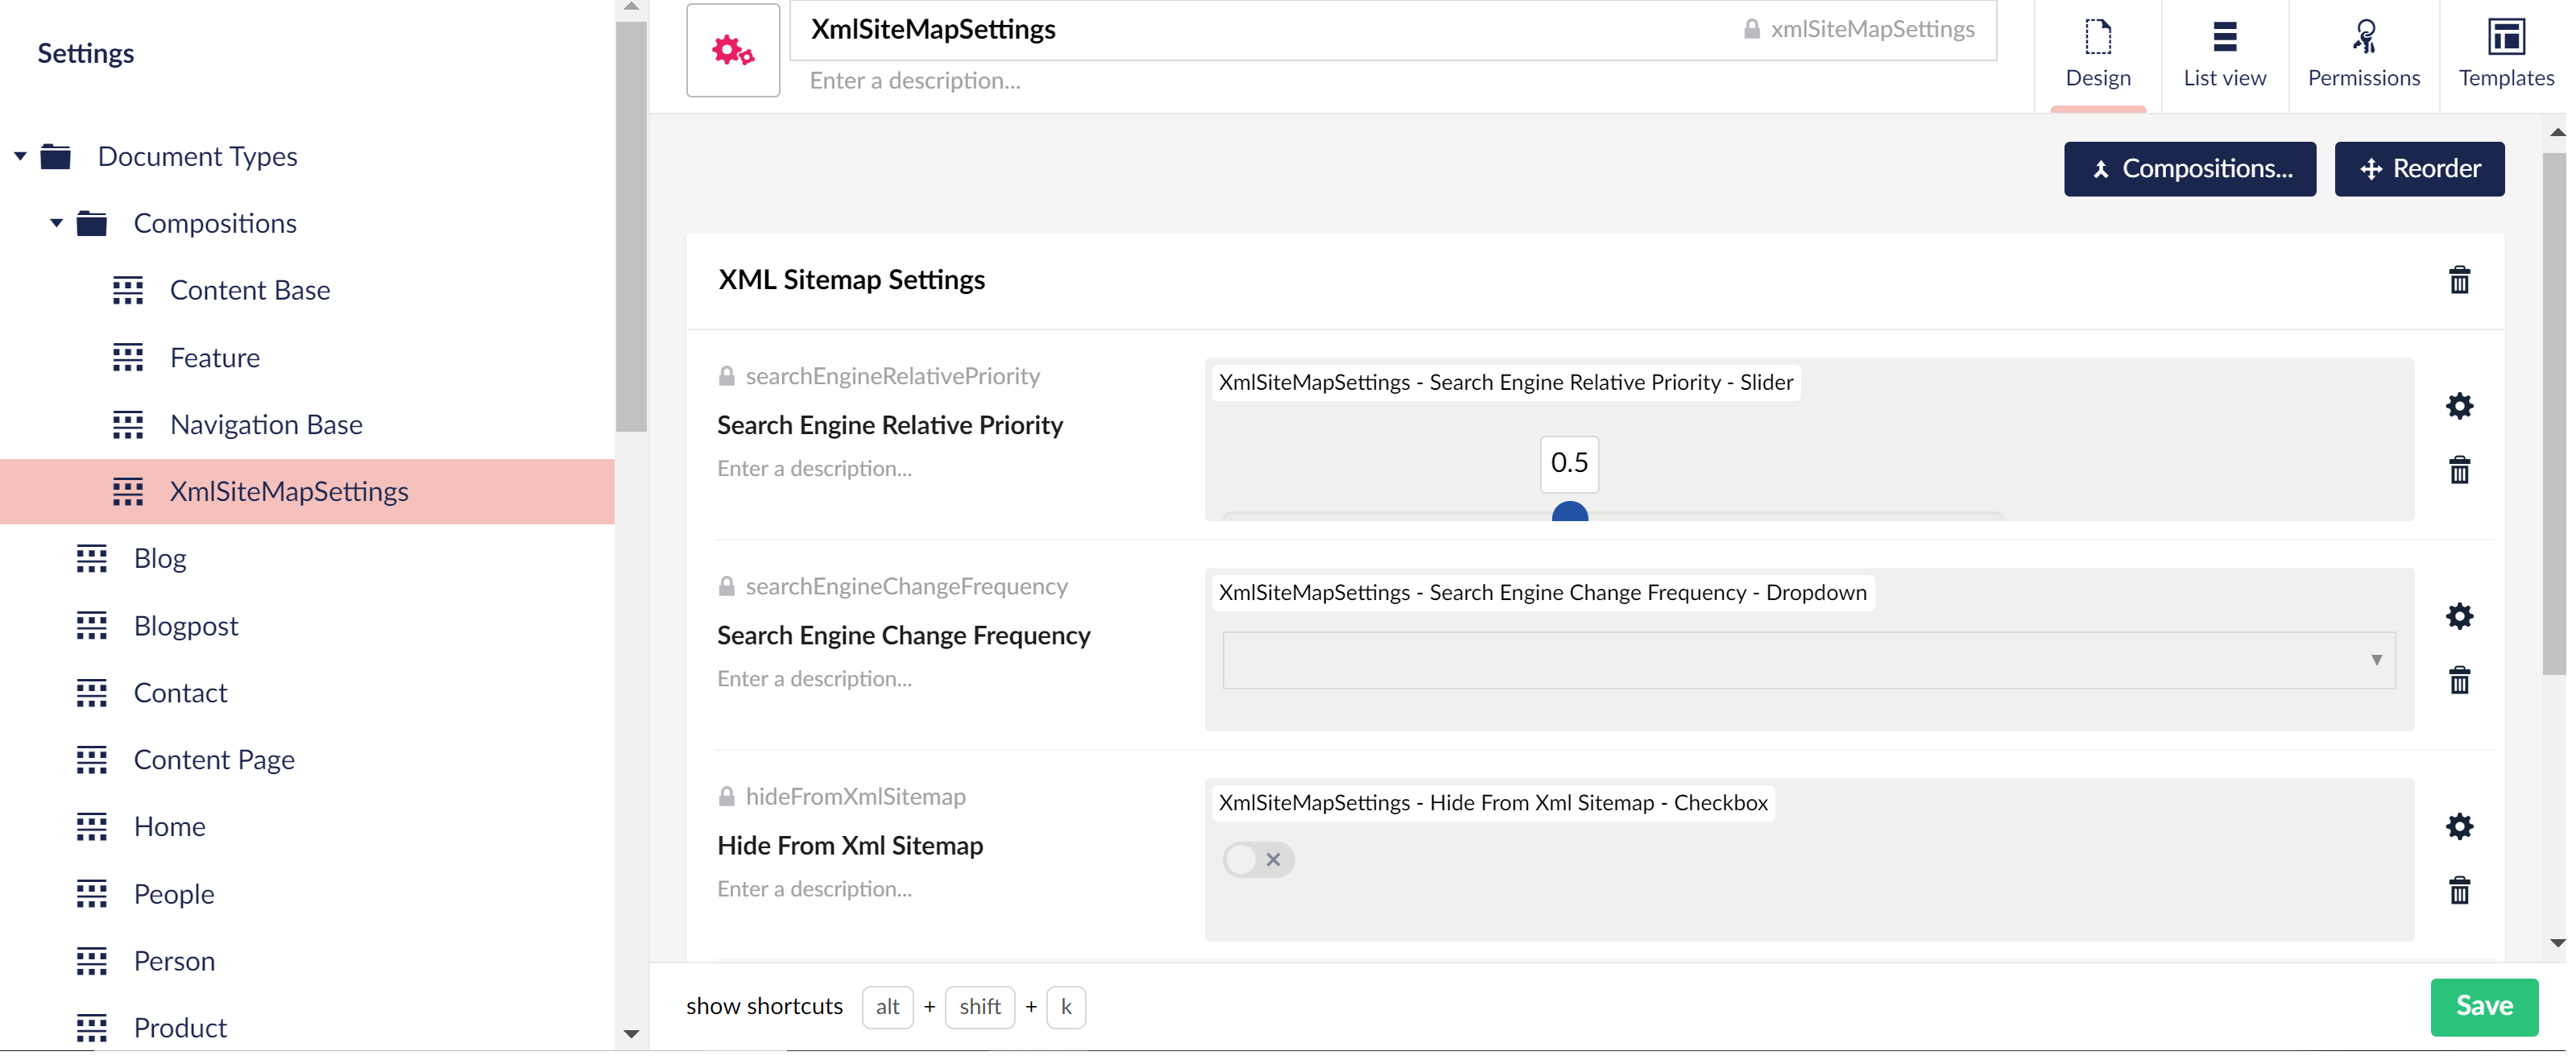 Settings
Document Types
Compositions
Content Base
Feature
Navigation Base
XmlSiteMapSettings
Blog
Blogpost
Contact
Content Page
Home
People
Person
Product
XmlSiteMapSettings
xmlSiteMapSettings
Enter a description...
Design
List view
Permissions
Templates
Compositions...
Reorder
XML Sitemap Settings
searchEngineRelativePriority
Search Engine Relative Priority
Enter a description...
XmlSiteMapSettings - Search Engine Relative Priority - Slider
0.5
searchEngineChangeFrequency
Search Engine Change Frequency
Enter a description...
XmlSiteMapSettings - Search Engine Change Frequency - Dropdown
hideFromXmlSitemap
Hide From Xml Sitemap
Enter a description...
XmlSiteMapSettings - Hide From Xml Sitemap - Checkbox
show shortcuts alt + shift + k
Save